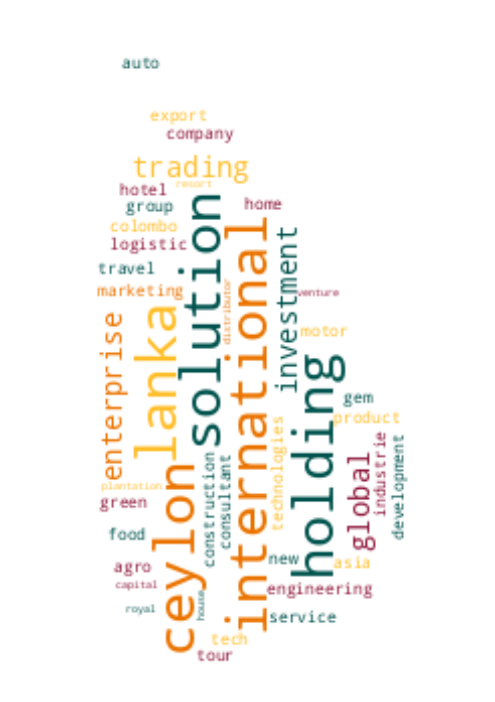 auto
export
company
trading
resort
hotel
group
home
colombo
logistic
solution
international
investment
travel
marketing
distributor
venture
lanka
enterprise
motor
holding
gem
product
technologies
global
industrie
development
construction
consultant
ceylon
plantation
green
food
new
asia
agro
capital
engineering
house
royal
service
tech
tour